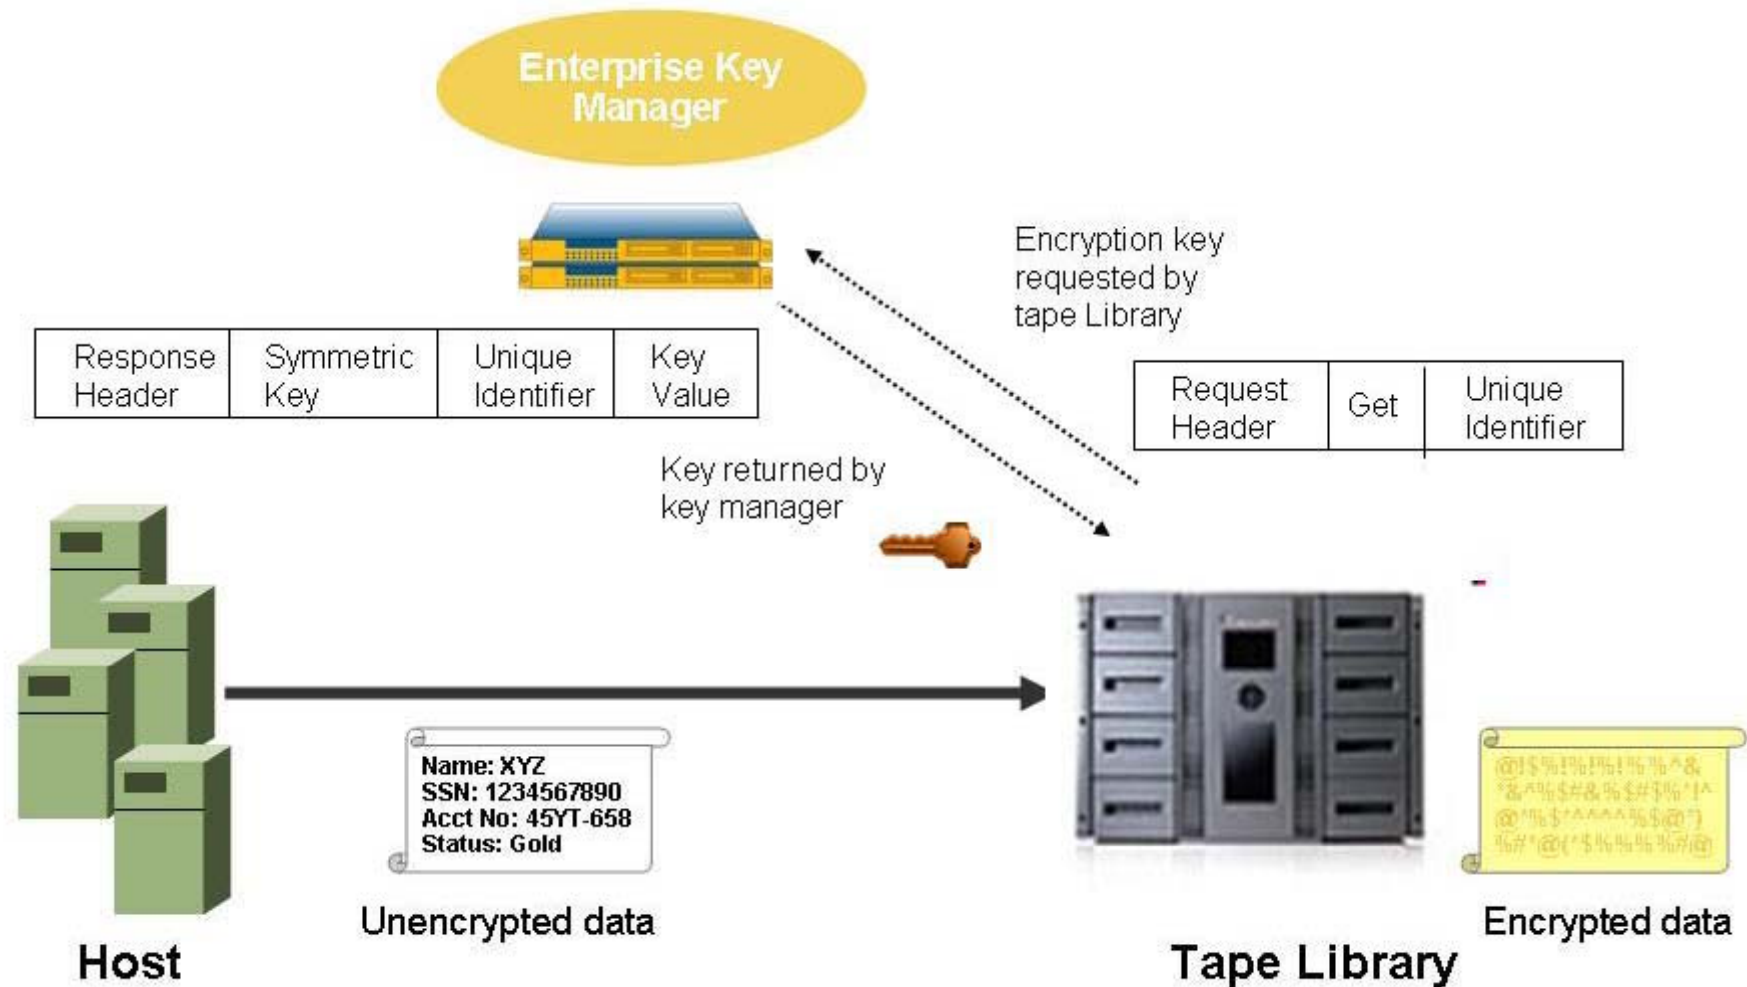 Enterprise Key
Manager
Encryption key
requested by
tape Library
Response Header
Symmetric Key
Unique Identifier
Key Value
Request Header
Get
Unique Identifier
Key returned by
key manager
Name: XYZ
SSN: 1234567890
Acct No: 45YT-658
Status: Gold
Unencrypted data
Encrypted data
Host
Tape Library